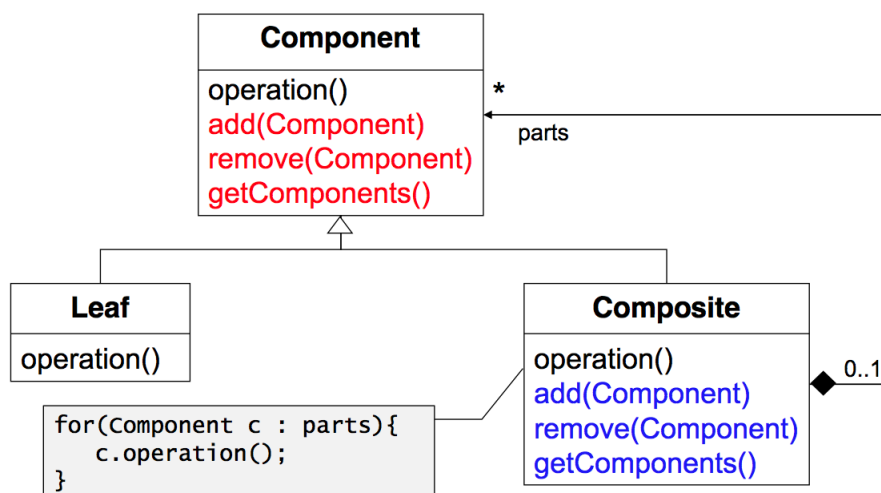 Component
operation()
add(Component)
remove(Component)
getComponents()
*
parts
Leaf
operation()
Composite
operation()
add(Component)
remove(Component)
getComponents()
0..1
for(Component c : parts){
   c.operation();
}